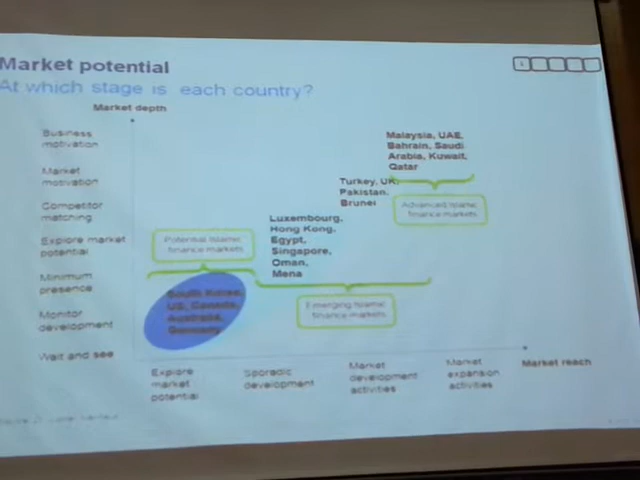 Market potential
At which stage is each country?
Market depth
Business
motivation
Market
motivation
Competitor
matching
Explore market
potential
Minimum
presence
Monitor
development
Wait and see
Malaysia, UAE,
Bahrain, Saudi
Arabia, Kuwait,
Qatar
Turkey, UK,
Pakistan,
Brunei
Advanced Islamic
finance markets
Luxembourg,
Hong Kong,
Egypt,
Singapore,
Oman,
Mena
Potential Islamic
finance markets
Emerging Islamic
finance markets
South Korea,
US, Canada,
Australia,
Germany
Explore
market
potential
Sporadic
development
Market
development
activities
Market
expansion
activities
Market reach